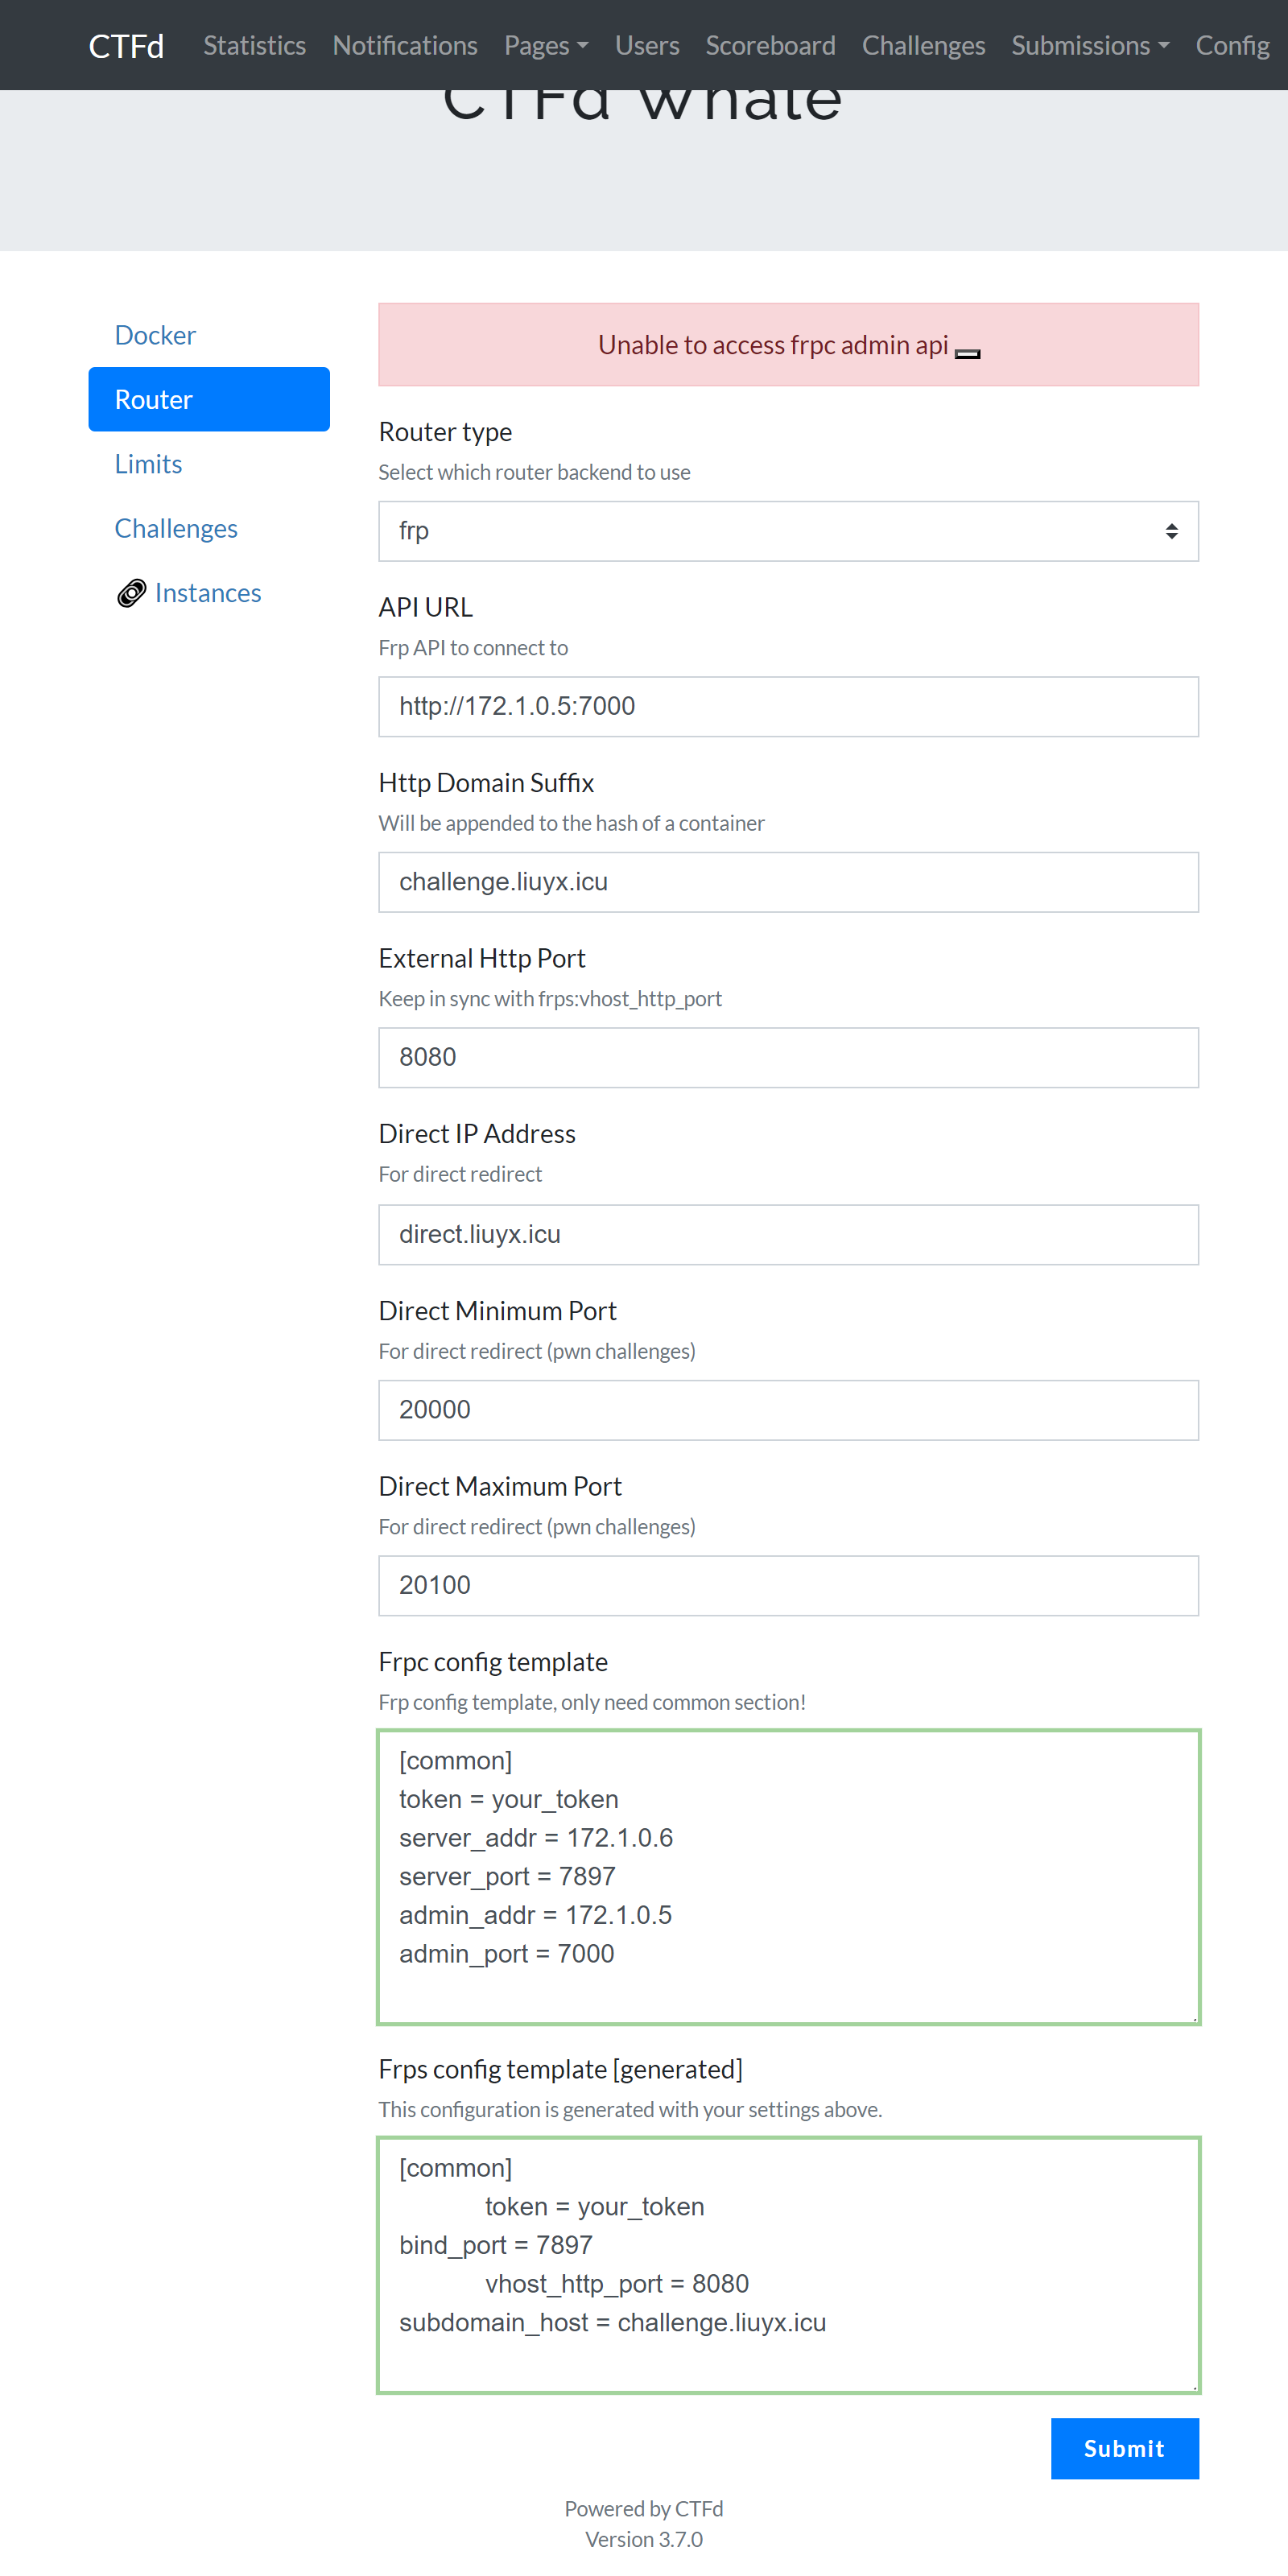 CTFd Statistics Notifications Pages Users Scoreboard Challenges Submissions Config
CTFd Whale
Docker
Router
Limits
Challenges
Instances
Unable to access frpc admin api
Router type
Select which router backend to use
frp
API URL
Frp API to connect to
http://172.1.0.5:7000
Http Domain Suffix
Will be appended to the hash of a container
challenge.liuyx.icu
External Http Port
Keep in sync with frps:vhost_http_port
8080
Direct IP Address
For direct redirect
direct.liuyx.icu
Direct Minimum Port
For direct redirect (pwn challenges)
20000
Direct Maximum Port
For direct redirect (pwn challenges)
20100
Frpc config template
Frp config template, only need common section!
[common]
token = your_token
server_addr = 172.1.0.6
server_port = 7897
admin_addr = 172.1.0.5
admin_port = 7000
Frps config template [generated]
This configuration is generated with your settings above.
[common]
token = your_token
bind_port = 7897
vhost_http_port = 8080
subdomain_host = challenge.liuyx.icu
Submit
Powered by CTFd
Version 3.7.0